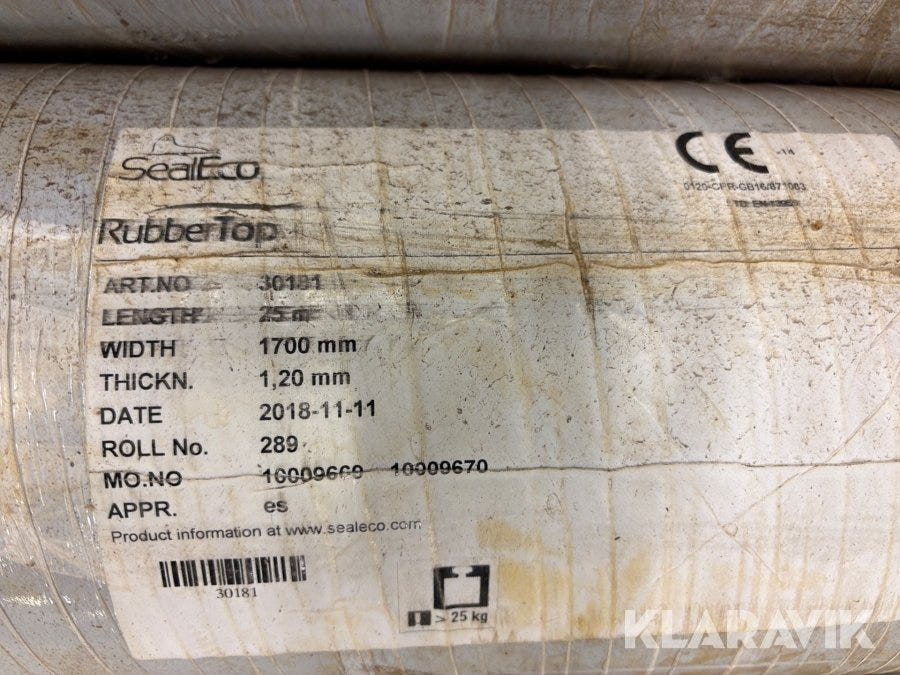 SealEco
CE -14
0120-CPR-GB16/871083
RubberTop
ART.NO 30181
LENGTH 25 m
WIDTH 1700 mm
THICKN. 1,20 mm
DATE 2018-11-11
ROLL No. 289
MO.NO 10009669 10009670
APPR. es
Product information at www.sealeco.com
30181
> 25 kg
KLARAVIK